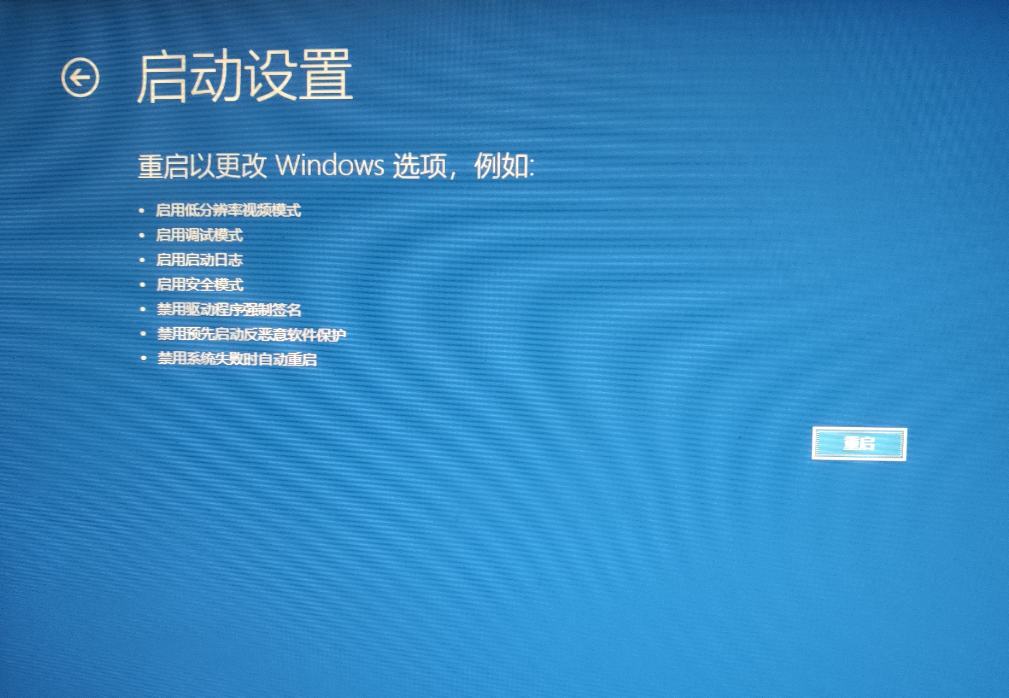 启动设置
重启以更改 Windows 选项，例如:
• 启用低分辨率视频模式
• 启用调试模式
• 启用启动日志
• 启用安全模式
• 禁用驱动程序强制签名
• 禁用预先启动反恶意软件保护
• 禁用系统失败时自动重启
重启